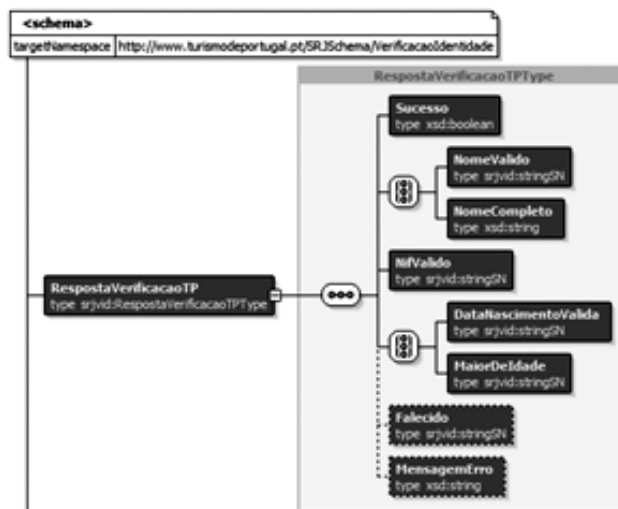 <schema>
targetNamespace http://www.turismodeportugal.pt/SRJSchema/VerificacaoIdentidade
RespostaVerificacaoTPType
Sucesso
type xsd:boolean
NomeValido
type srjvid:stringSN
NomeCompleto
type xsd:string
RespostaVerificacaoTP
type srjvid:RespostaVerificacaoTPType
NifValido
type srjvid:stringSN
DataNascimentoValida
type srjvid:stringSN
MaiorDeIdade
type srjvid:stringSN
Falecido
type srjvid:stringSN
MensagemErro
type xsd:string